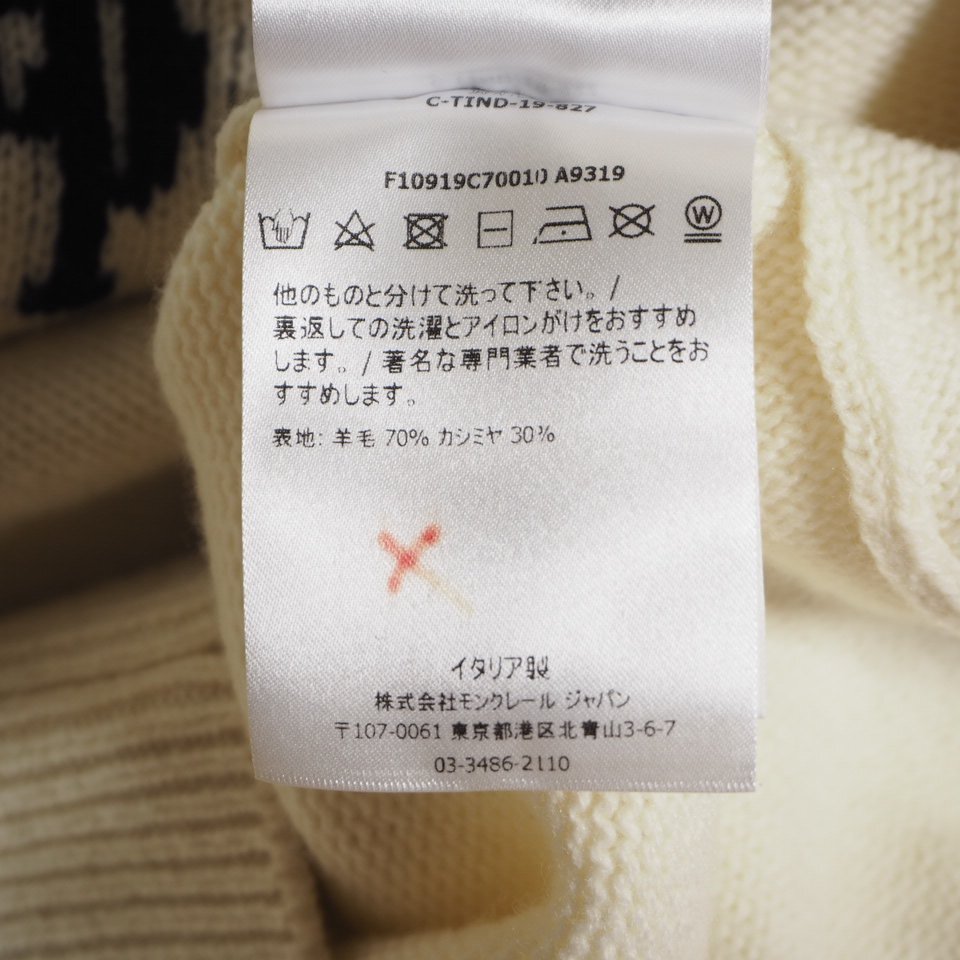 C-TIND-19-827
F10919C70010 A9319
W
他のものと分けて洗って下さい。/
裏返しての洗濯とアイロンがけをおすすめ
します。/ 著名な専門業者で洗うことをお
すすめします。
表地: 羊毛 70% カシミヤ 30%
イタリア製
株式会社モンクレール ジャパン
〒107-0061 東京都港区北青山3-6-7
03-3486-2110